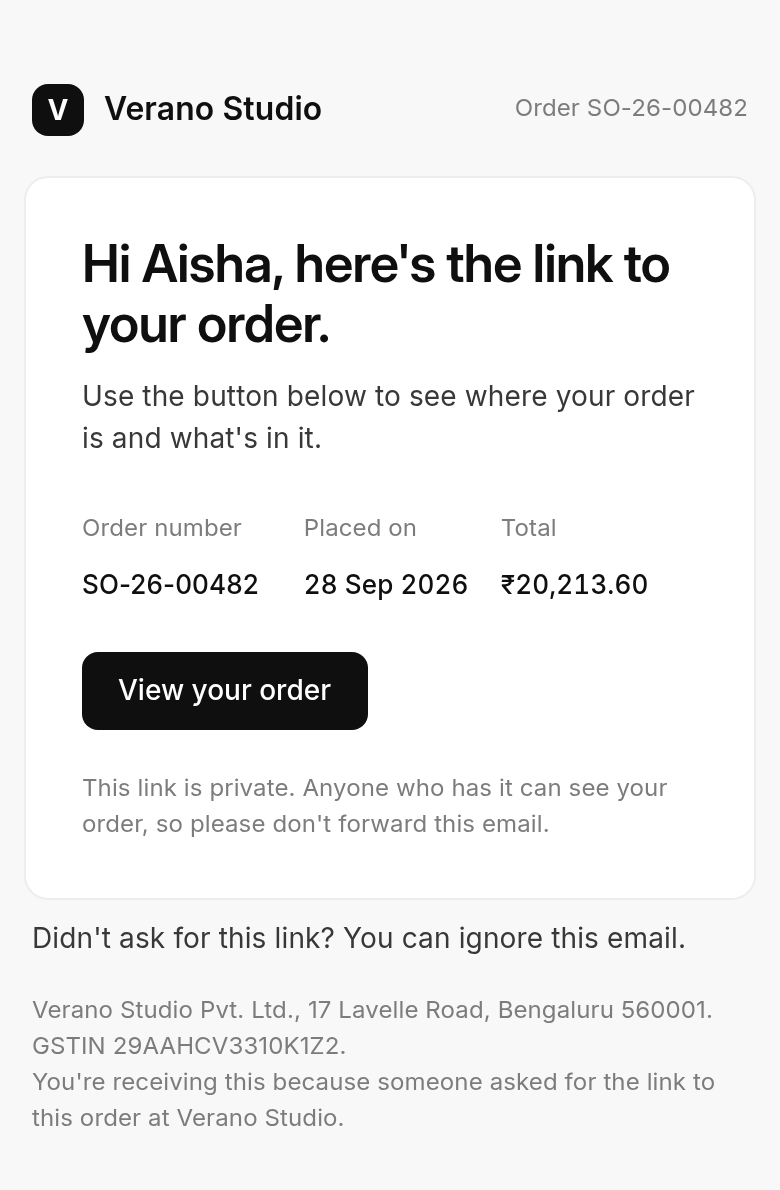 V Verano Studio
Order SO-26-00482
Hi Aisha, here's the link to
your order.
Use the button below to see where your order
is and what's in it.
Order number Placed on Total
SO-26-00482 28 Sep 2026 ₹20,213.60
View your order
This link is private. Anyone who has it can see your
order, so please don't forward this email.
Didn't ask for this link? You can ignore this email.
Verano Studio Pvt. Ltd., 17 Lavelle Road, Bengaluru 560001.
GSTIN 29AAHCV3310K1Z2.
You're receiving this because someone asked for the link to
this order at Verano Studio.